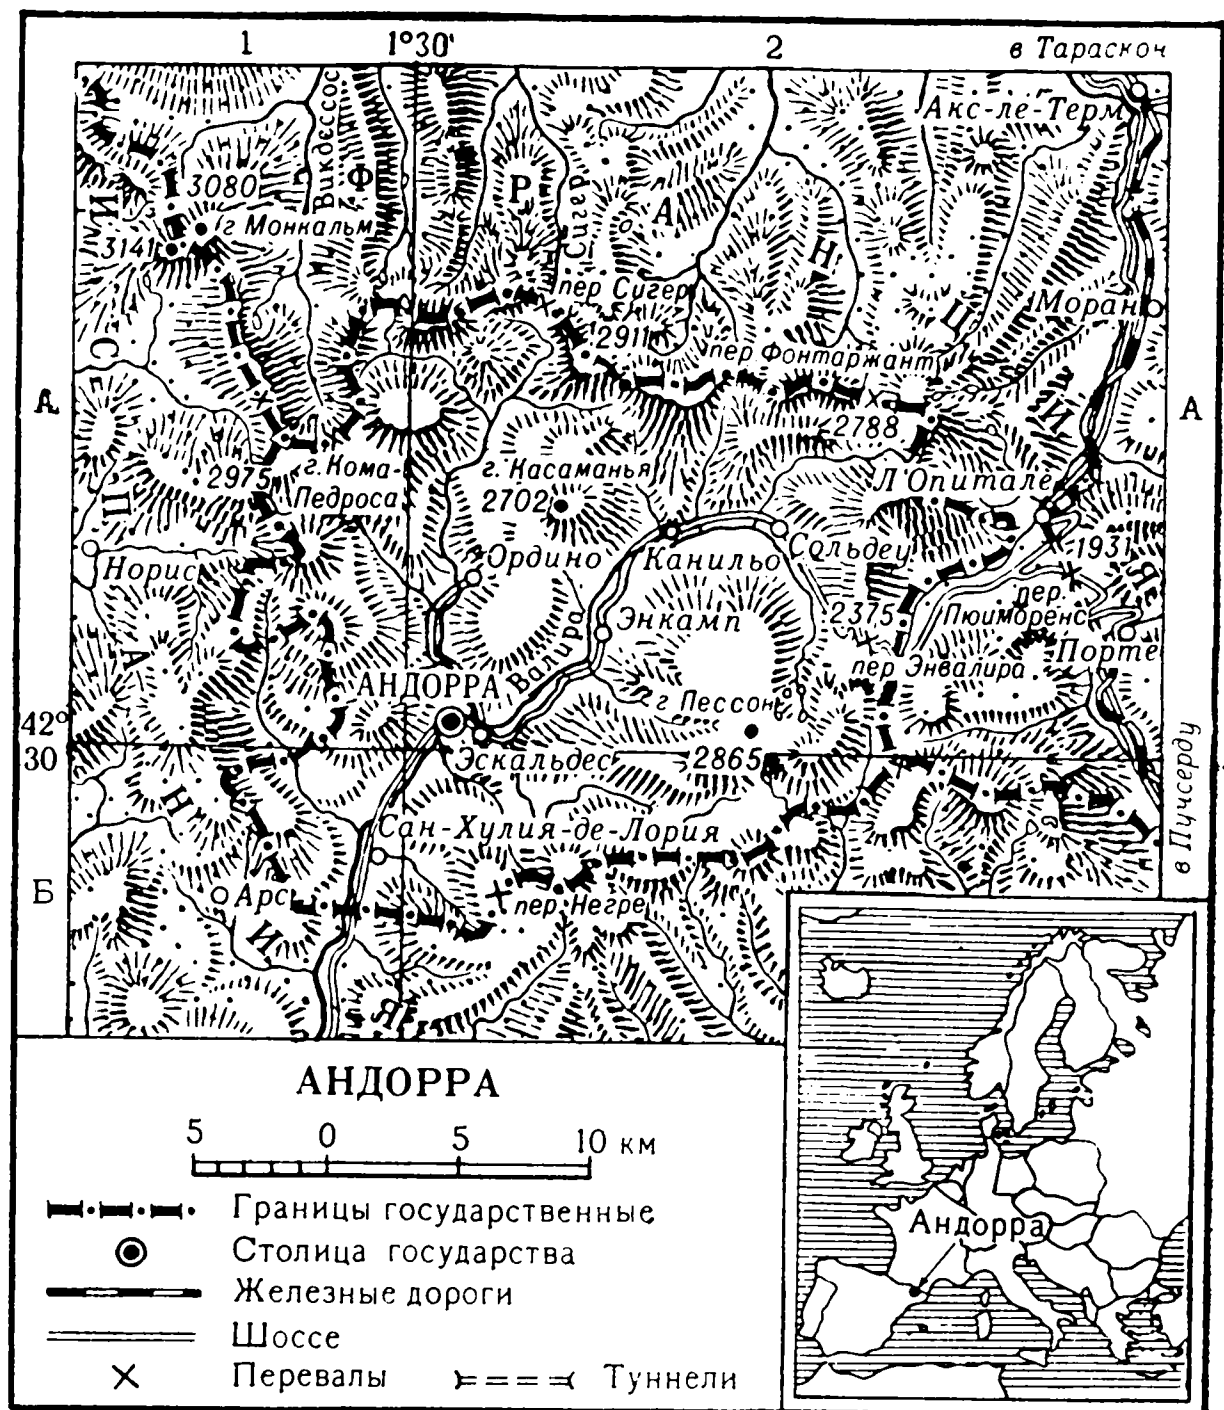 1
1°30'
2
в Тараскон
Акс-ле-Терм
Викдессос
Ф Р А Н Ц И Я
3080
г Монкальм
3141
Сигер
пер Сигер
2911
Моран
пер Фонтаржант
А
А
2788
2975
г. Кома-
Педроса
г. Касаманья
2702
Л Опитале
1931
Норис
Ордино
Канильо
Сольдеу
2375
пер.
Пюиморенс
Энкамп
Валира
Порте
пер Энвалира
АНДОРРА
г Пессон
42°
30
Эскальдес
2865
в Пучсерду
И С П А Н И Я
Сан-Хулия-де-Лория
Б
Арс
пер. Негре
АНДОРРА
5 0 5 10 км
Границы государственные
Столица государства
Железные дороги
Шоссе
Перевалы
Туннели
Андорра